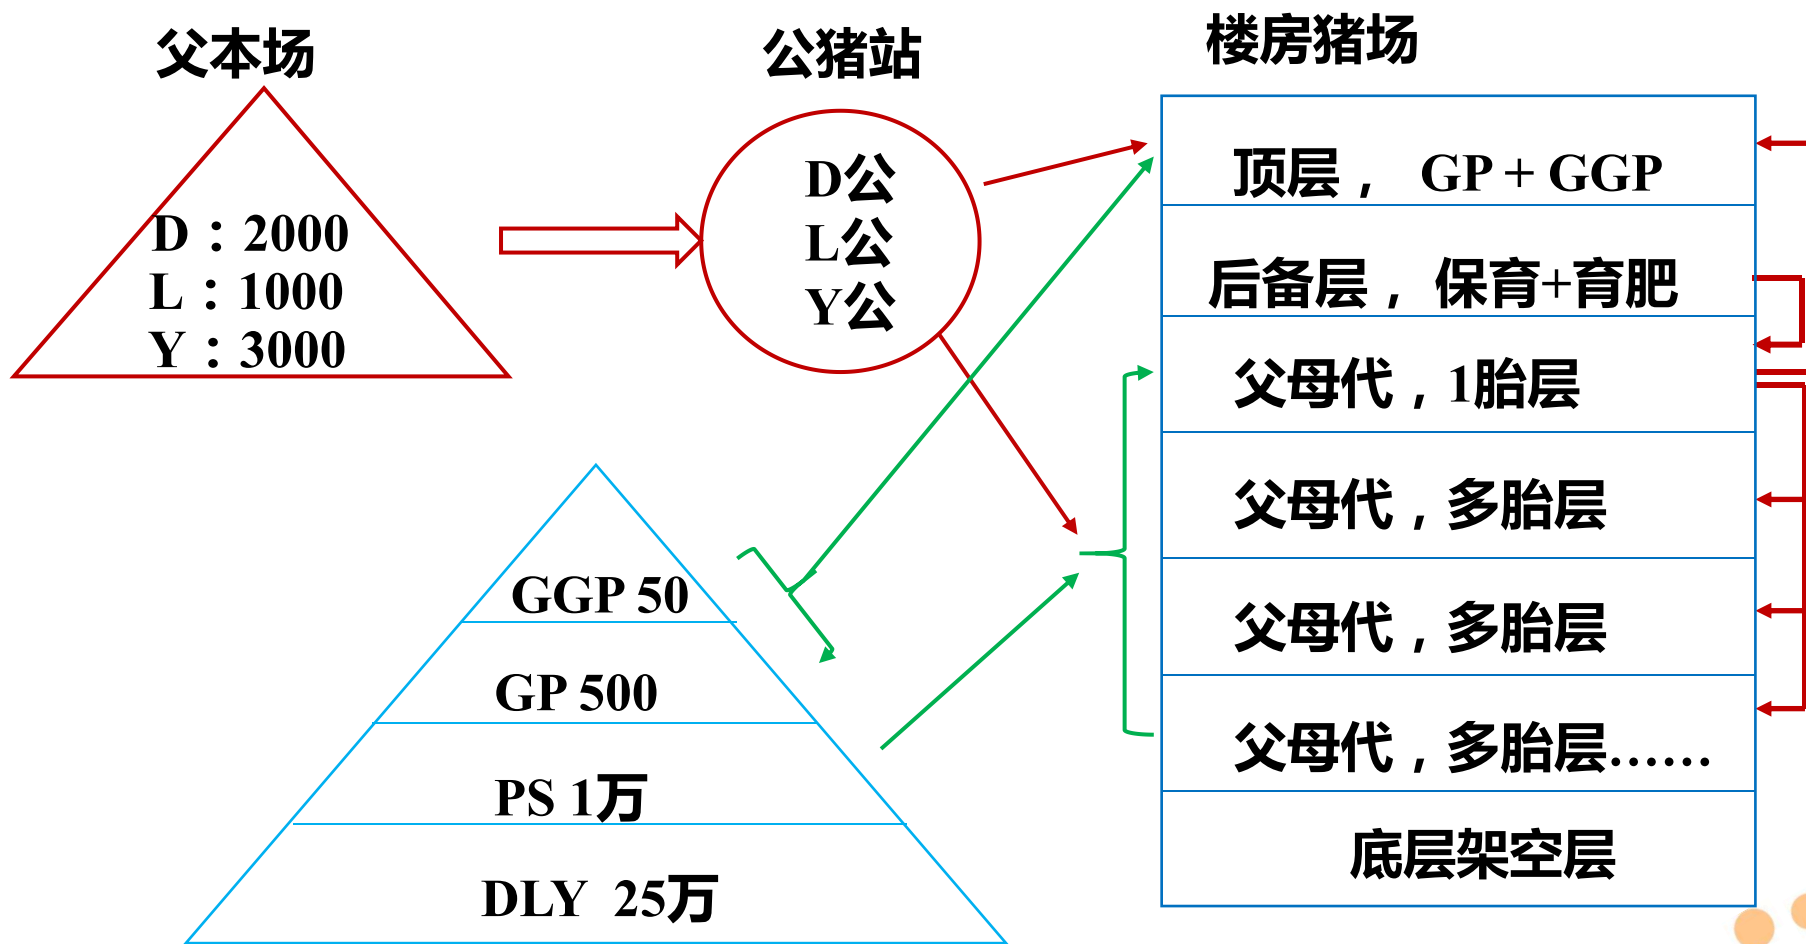 父本场
D：2000
L：1000
Y：3000
公猪站
D公
L公
Y公
楼房猪场
顶层， GP + GGP
后备层， 保育+育肥
父母代，1胎层
父母代，多胎层
父母代，多胎层
父母代，多胎层……
底层架空层
GGP 50
GP 500
PS 1万
DLY 25万